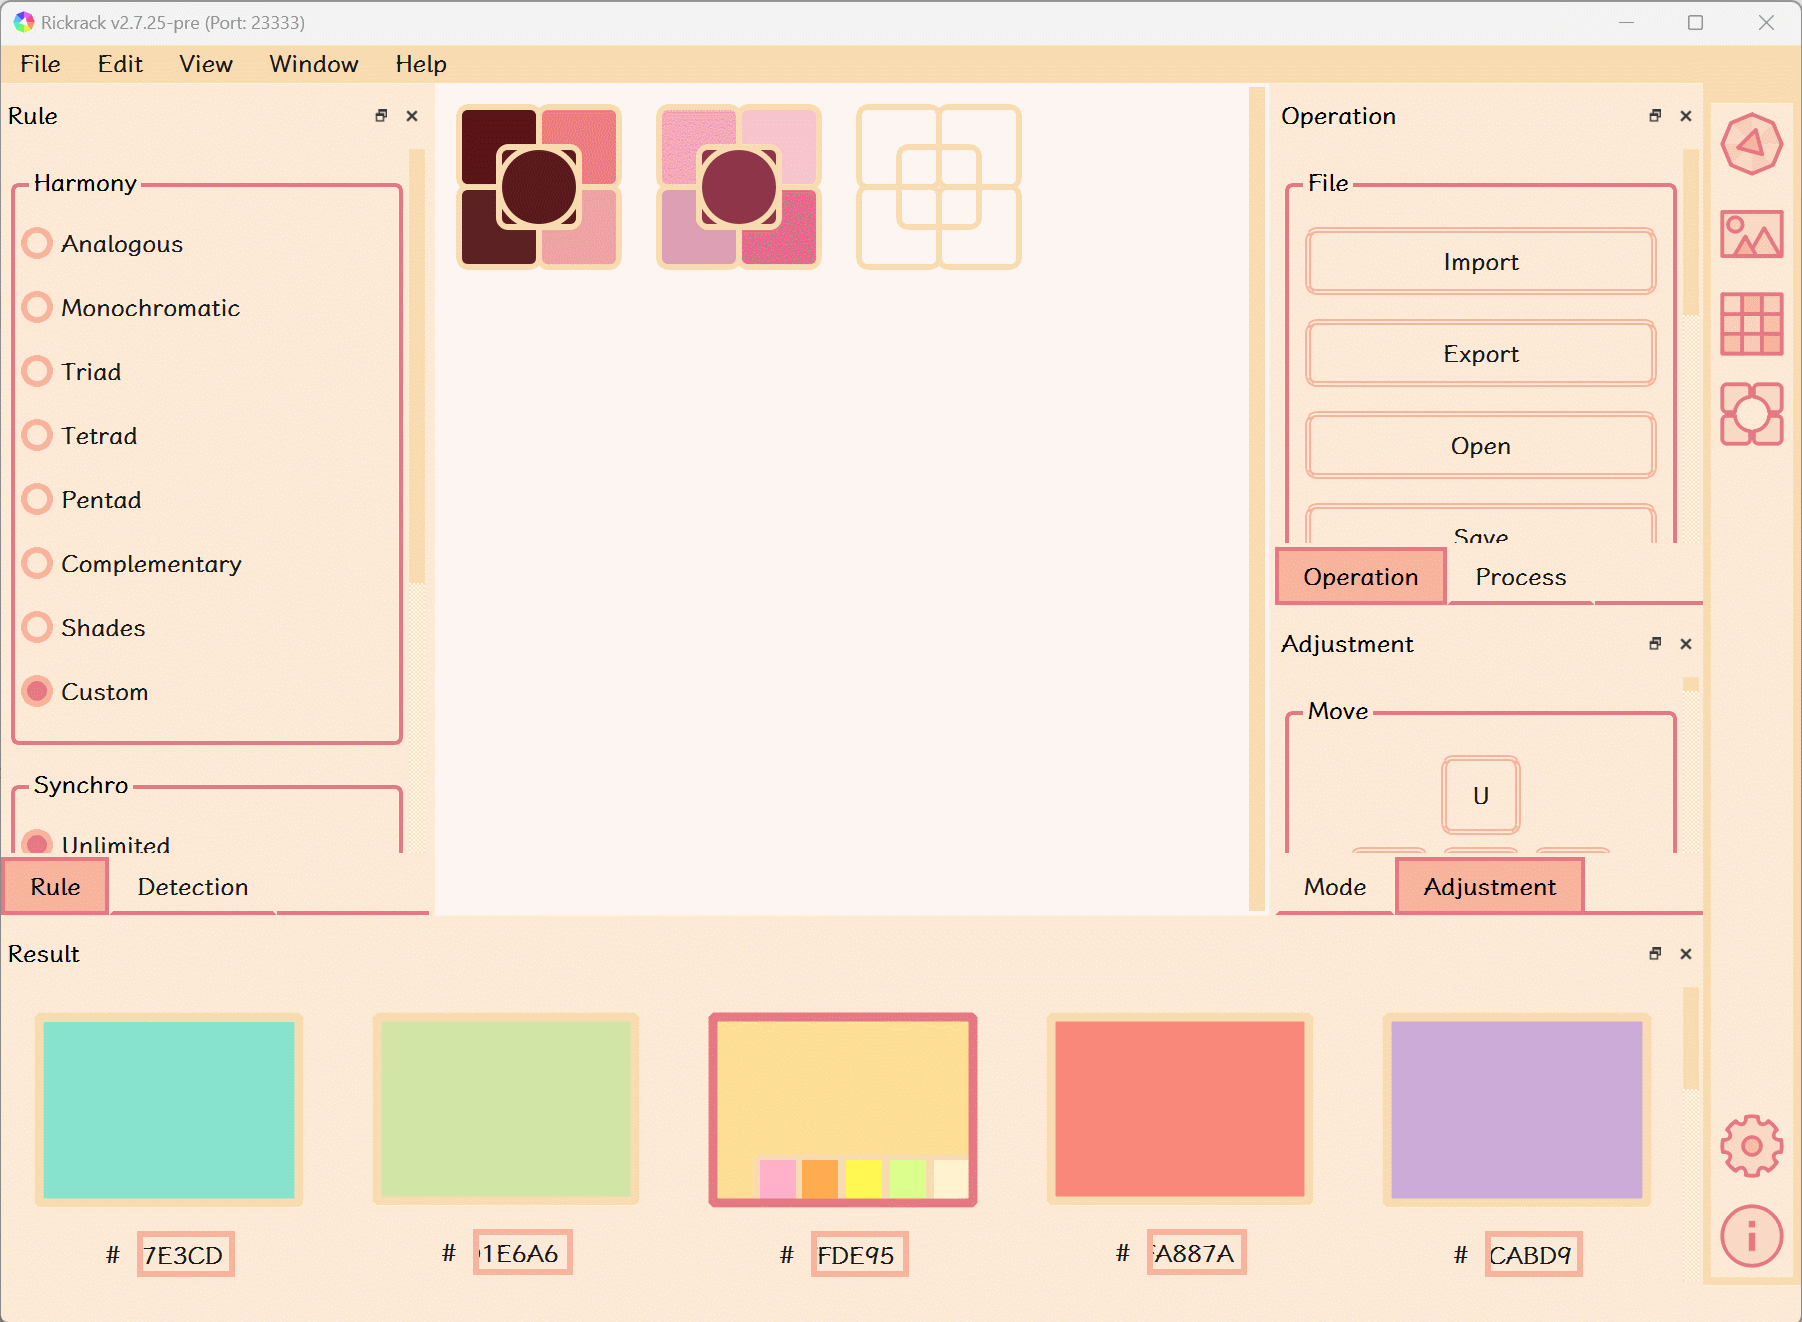 Rickrack v2.7.25-pre (Port: 23333)
File Edit View Window Help
Rule
Harmony
Analogous
Monochromatic
Triad
Tetrad
Pentad
Complementary
Shades
Custom
Synchro
Unlimited
Rule Detection
Operation
File
Import
Export
Open
Save
Operation Process
Adjustment
Move
U
Mode Adjustment
Result
# 7E3CD
# 1E6A6
# FDE95
# A887A
# CABD9